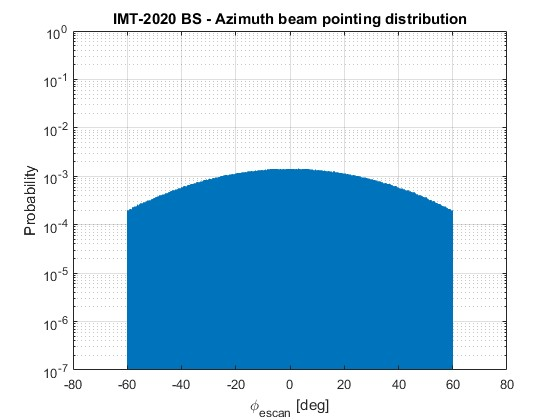 IMT-2020 BS - Azimuth beam pointing distribution
10^0
10^-1
10^-2
10^-3
10^-4
10^-5
10^-6
10^-7
Probability
-80 -60 -40 -20 0 20 40 60 80
ϕ_escan [deg]